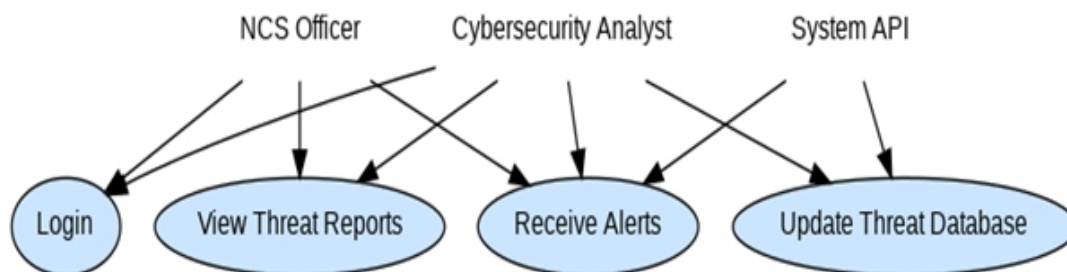 NCS Officer Cybersecurity Analyst System API
Login View Threat Reports Receive Alerts Update Threat Database